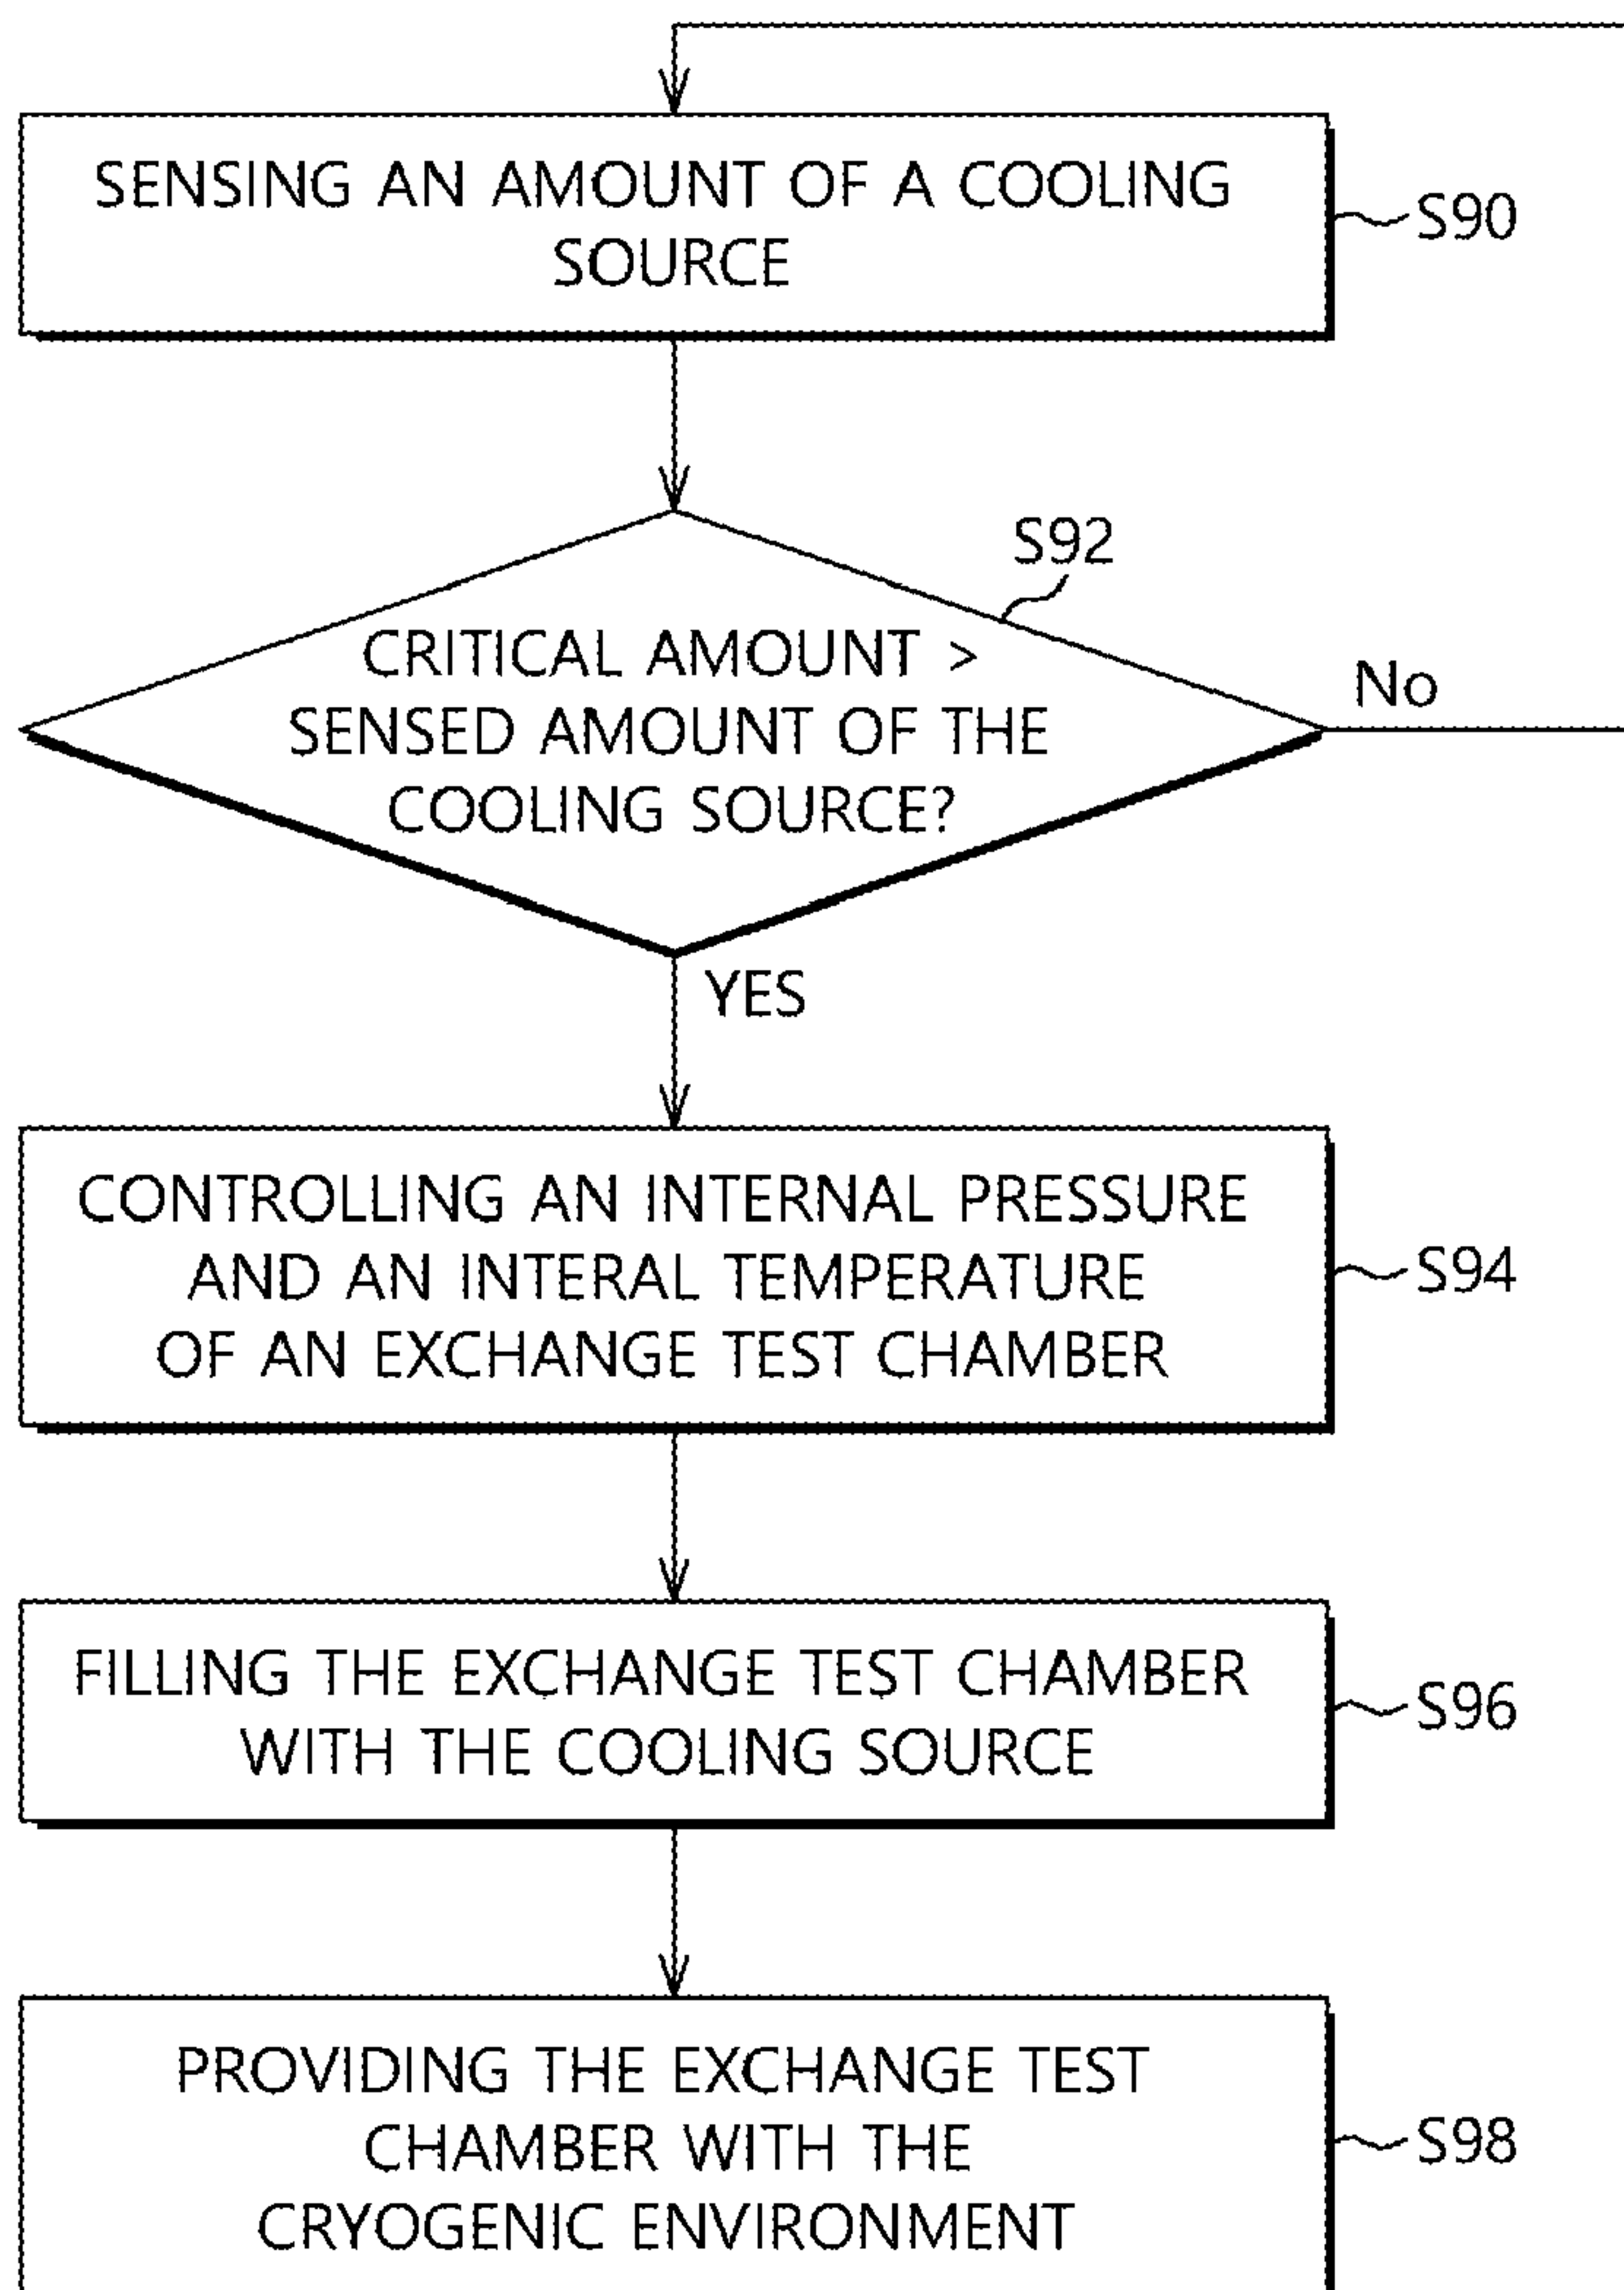 SENSING AN AMOUNT OF A COOLING
SOURCE
S90
S92
CRITICAL AMOUNT >
SENSED AMOUNT OF THE
COOLING SOURCE?
No
YES
CONTROLLING AN INTERNAL PRESSURE
AND AN INTERAL TEMPERATURE
OF AN EXCHANGE TEST CHAMBER
S94
FILLING THE EXCHANGE TEST CHAMBER
WITH THE COOLING SOURCE
S96
PROVIDING THE EXCHANGE TEST
CHAMBER WITH THE
CRYOGENIC ENVIRONMENT
S98